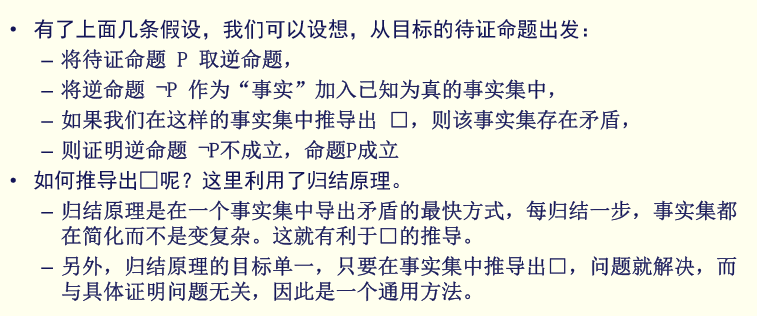 • 有了上面几条假设，我们可以设想，从目标的待证命题出发：
– 将待证命题 P 取逆命题，
– 将逆命题 ¬P 作为“事实”加入已知为真的事实集中，
– 如果我们在这样的事实集中推导出 □，则该事实集存在矛盾，
– 则证明逆命题 ¬P不成立，命题P成立
• 如何推导出□呢？这里利用了归结原理。
– 归结原理是在一个事实集中导出矛盾的最快方式，每归结一步，事实集都
在简化而不是变复杂。这就有利于□的推导。
– 另外，归结原理的目标单一，只要在事实集中推导出□，问题就解决，而
与具体证明问题无关，因此是一个通用方法。